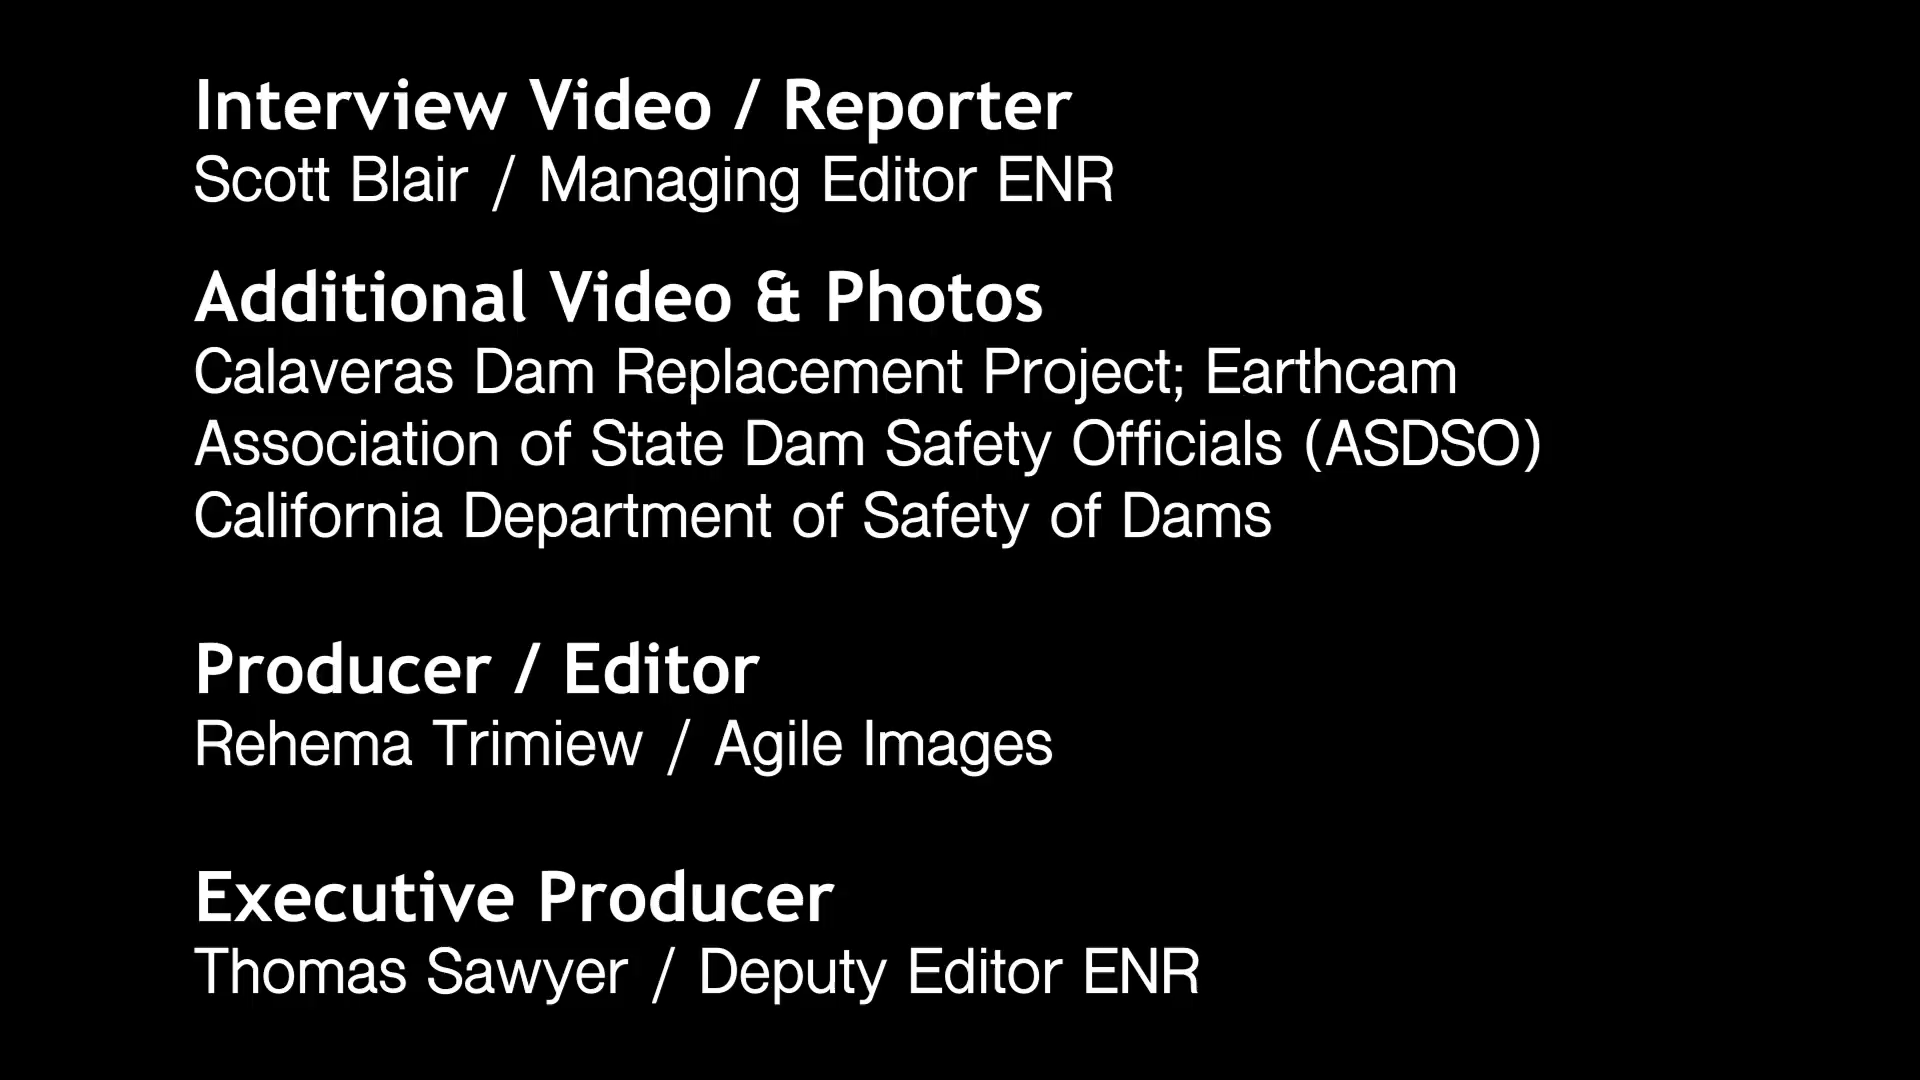 Interview Video / Reporter
Scott Blair / Managing Editor ENR
Additional Video & Photos
Calaveras Dam Replacement Project; Earthcam
Association of State Dam Safety Officials (ASDSO)
California Department of Safety of Dams
Producer / Editor
Rehema Trimiew / Agile Images
Executive Producer
Thomas Sawyer / Deputy Editor ENR